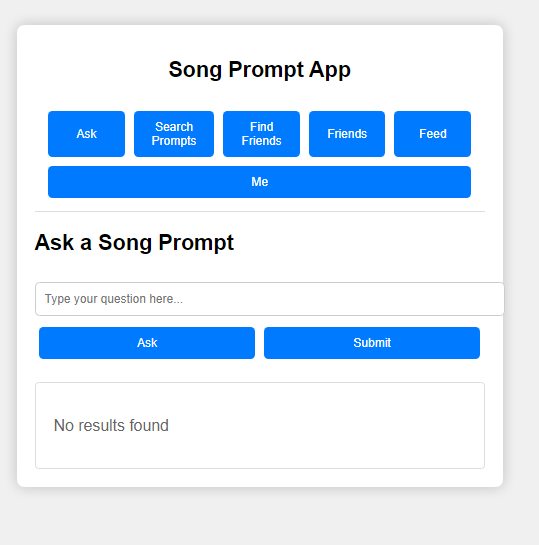 Song Prompt App
Ask
Search
Prompts
Find
Friends
Friends
Feed
Me
Ask a Song Prompt
Type your question here...
Ask
Submit
No results found